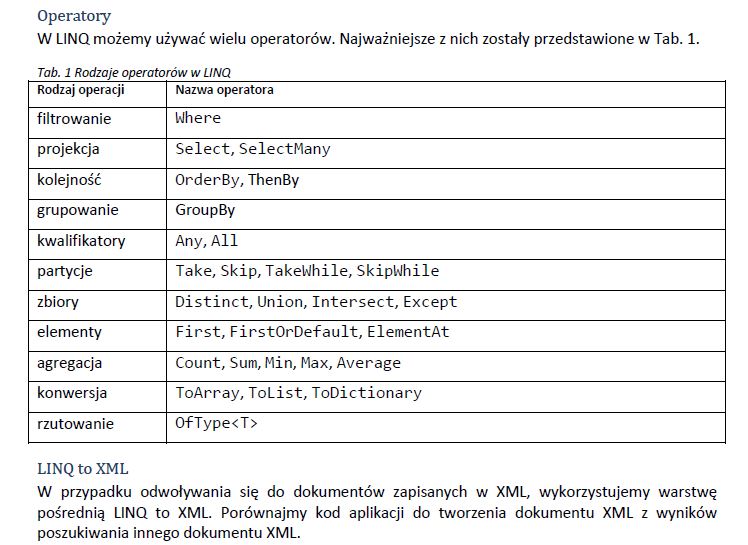 Operatory
W LINQ możemy używać wielu operatorów. Najważniejsze z nich zostały przedstawione w Tab. 1.
Tab. 1 Rodzaje operatorów w LINQ
Rodzaj operacji Nazwa operatora
filtrowanie Where
projekcja Select, SelectMany
kolejność OrderBy, ThenBy
grupowanie GroupBy
kwalifikatory Any, All
partycje Take, Skip, TakeWhile, SkipWhile
zbiory Distinct, Union, Intersect, Except
elementy First, FirstOrDefault, ElementAt
agregacja Count, Sum, Min, Max, Average
konwersja ToArray, ToList, ToDictionary
rzutowanie OfType<T>
LINQ to XML
W przypadku odwoływania się do dokumentów zapisanych w XML, wykorzystujemy warstwę
pośrednią LINQ to XML. Porównajmy kod aplikacji do tworzenia dokumentu XML z wyników
poszukiwania innego dokumentu XML.